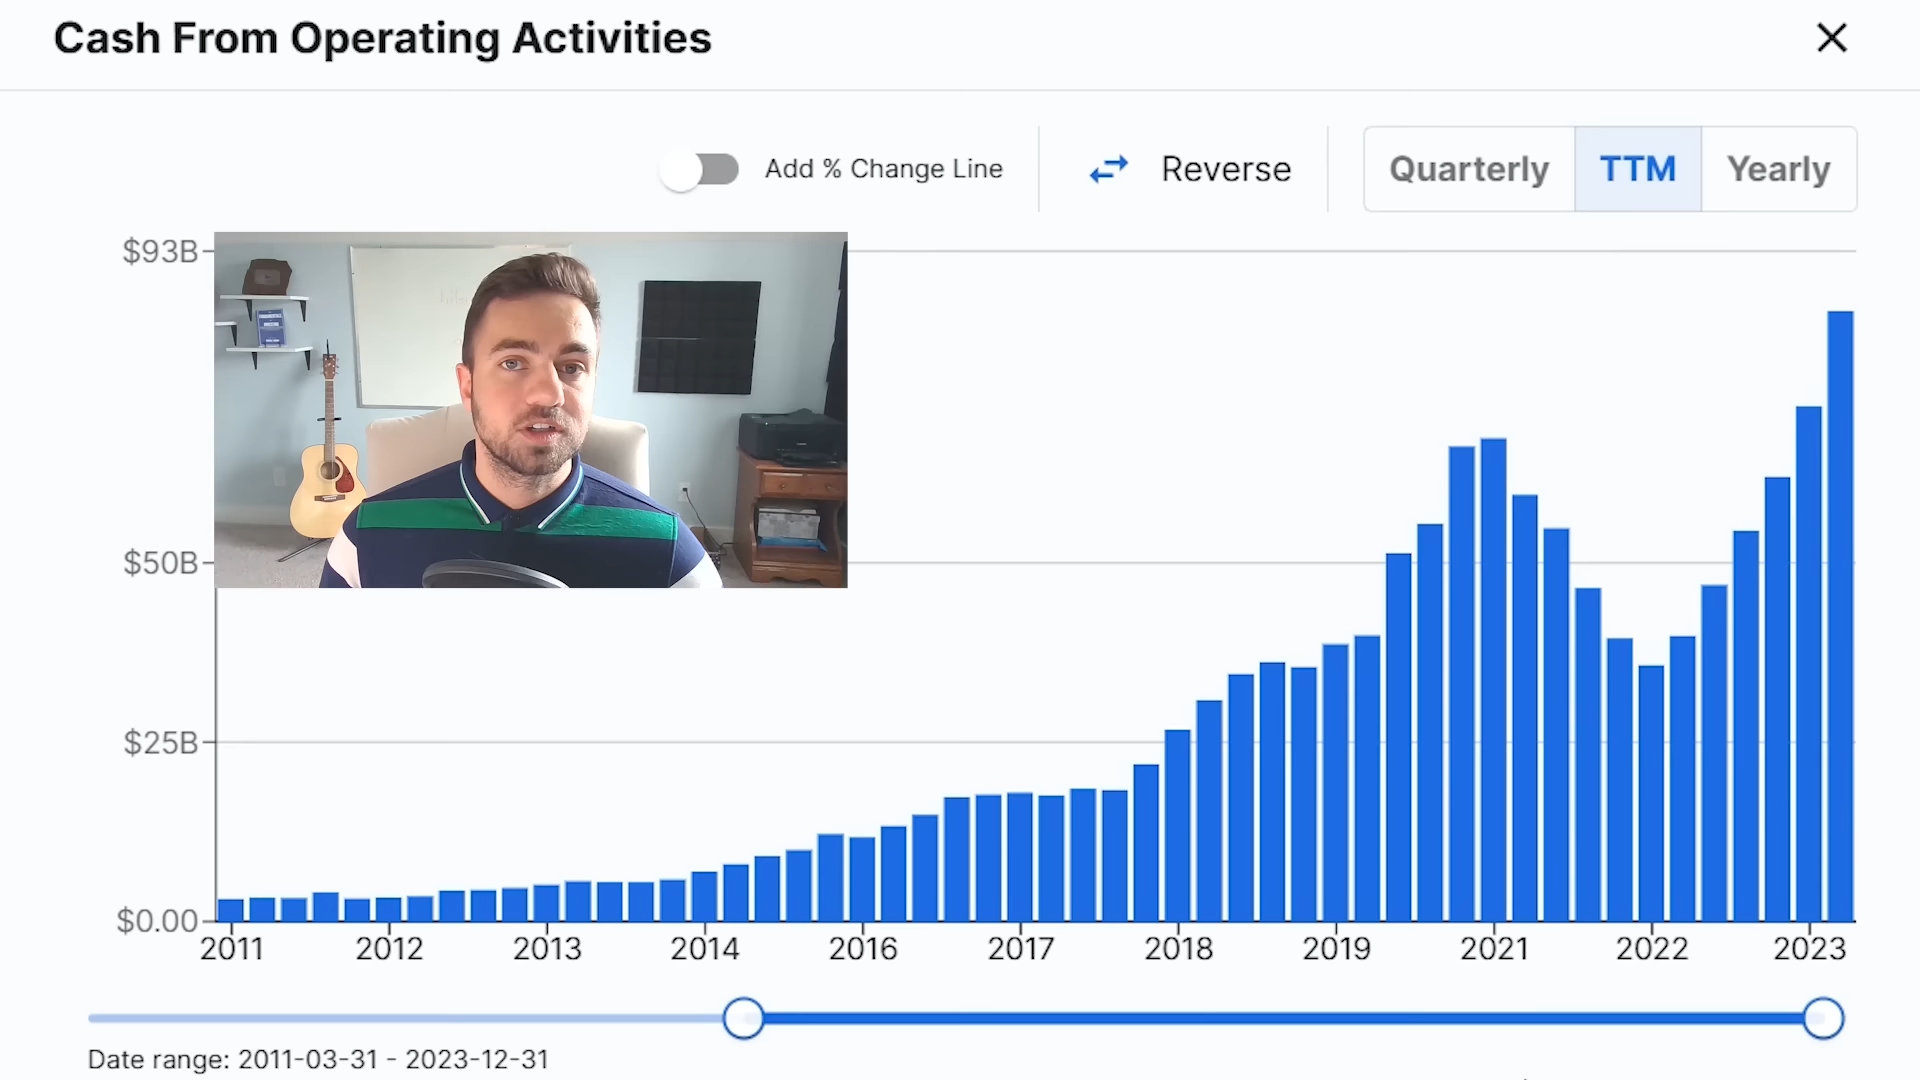 Cash From Operating Activities
Add % Change Line
Reverse
Quarterly
TTM
Yearly
$93B
$50B
$25B
$0.00
2011 2012 2013 2014 2016 2017 2018 2019 2021 2022 2023
Date range: 2011-03-31 - 2023-12-31